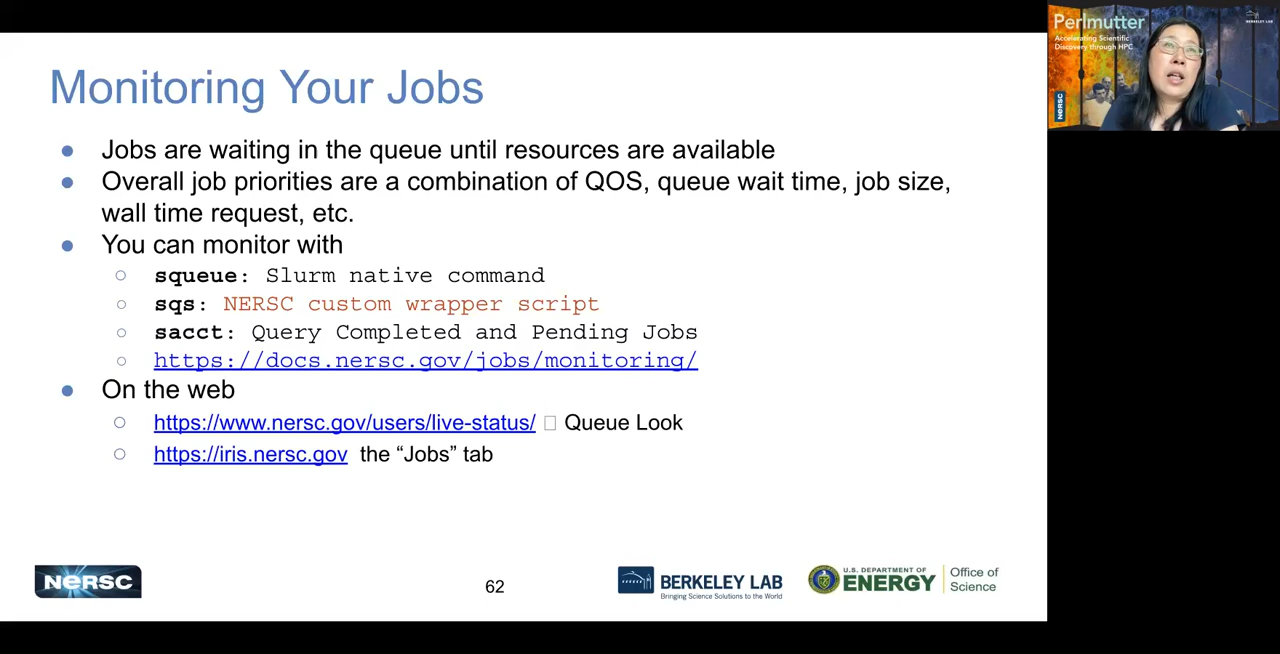 Monitoring Your Jobs
● Jobs are waiting in the queue until resources are available
● Overall job priorities are a combination of QOS, queue wait time, job size,
wall time request, etc.
● You can monitor with
○ squeue: Slurm native command
○ sqs: NERSC custom wrapper script
○ sacct: Query Completed and Pending Jobs
○ https://docs.nersc.gov/jobs/monitoring/
● On the web
○ https://www.nersc.gov/users/live-status/ □ Queue Look
○ https://iris.nersc.gov the “Jobs” tab
NERSC
62
BERKELEY LAB
Bringing Science Solutions to the World
U.S. DEPARTMENT OF
ENERGY
Office of
Science
Perlmutter
Accelerating Scientific
Discovery through HPC
NERSC
BERKELEY LAB